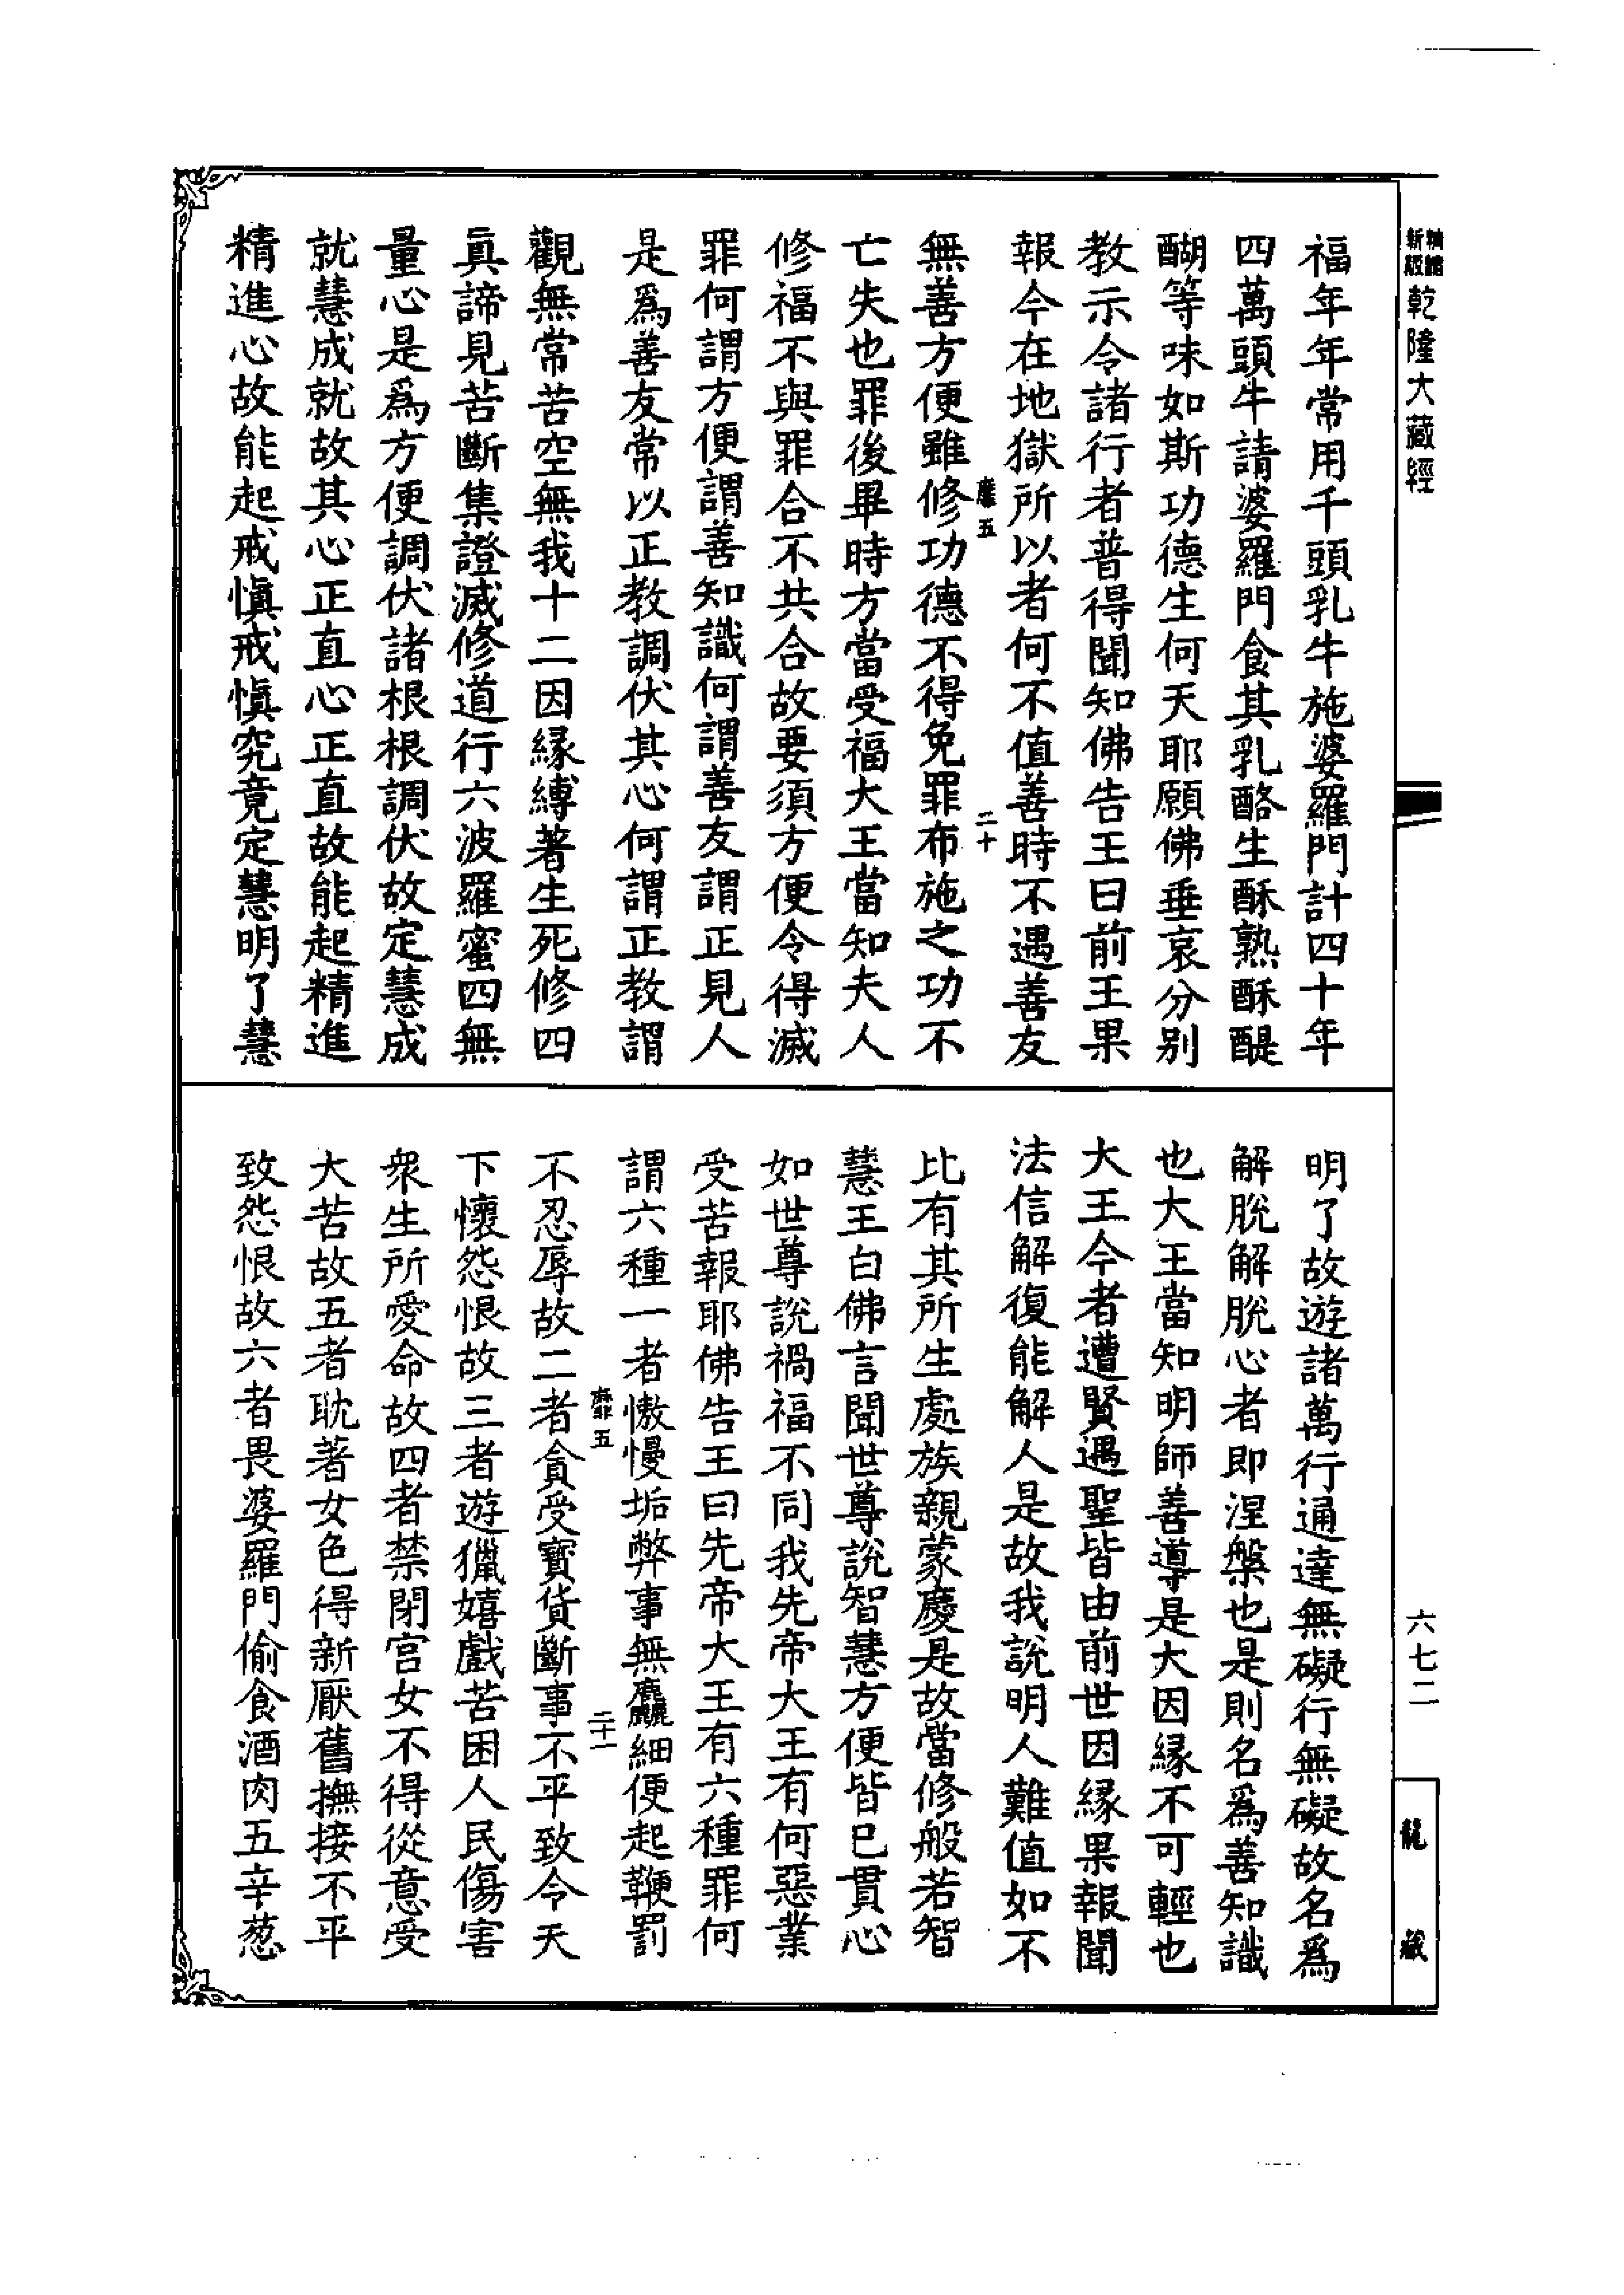 乾隆大藏經
福年年常用千頭乳牛施婆羅門計四十年
四萬頭牛請婆羅門食其乳酪生酥熟酥醍
醐等味如斯功德生何天耶願佛垂哀分別
教示令諸行者普得聞知佛告王曰前王果
報今在地獄所以者何不值善時不遇善友
靡五 二十
無善方便雖修功德不得免罪布施之功不
亡失也罪後畢時方當受福大王當知夫人
修福不與罪合不共合故要須方便令得滅
罪何謂方便謂善知識何謂善友謂正見人
是爲善友常以正教調伏其心何謂正教謂
觀無常苦空無我十二因緣縛著生死修四
眞諦見苦斷集證滅修道行六波羅蜜四無
量心是爲方便調伏諸根根調伏故定慧成
就慧成就故其心正直心正直故能起精進
精進心故能起戒愼戒愼究竟定慧明了慧
明了故遊諸萬行通達無礙行無礙故名爲
解脫解脫心者即涅槃也是則名爲善知識
也大王當知明師善導是大因緣不可輕也
大王今者遭賢遇聖皆由前世因緣果報聞
法信解復能解人是故我說明人難值如不
比有其所生處族親蒙慶是故當修般若智
慧王白佛言聞世尊說智慧方便皆已貫心
如世尊說禍福不同我先帝大王有何惡業
受苦報耶佛告王曰先帝大王有六種罪何
謂六種一者憿慢垢弊事無麤細便起鞭罰
靡五 二十一
不忍辱故二者貪受寶貨斷事不平致令天
下懷怨恨故三者遊獵嬉戲苦困人民傷害
衆生所愛命故四者禁閉宮女不得從意受
大苦故五者耽著女色得新厭舊撫接不平
致怨恨故六者畏婆羅門偷食酒肉五辛葱
六七二
龍藏